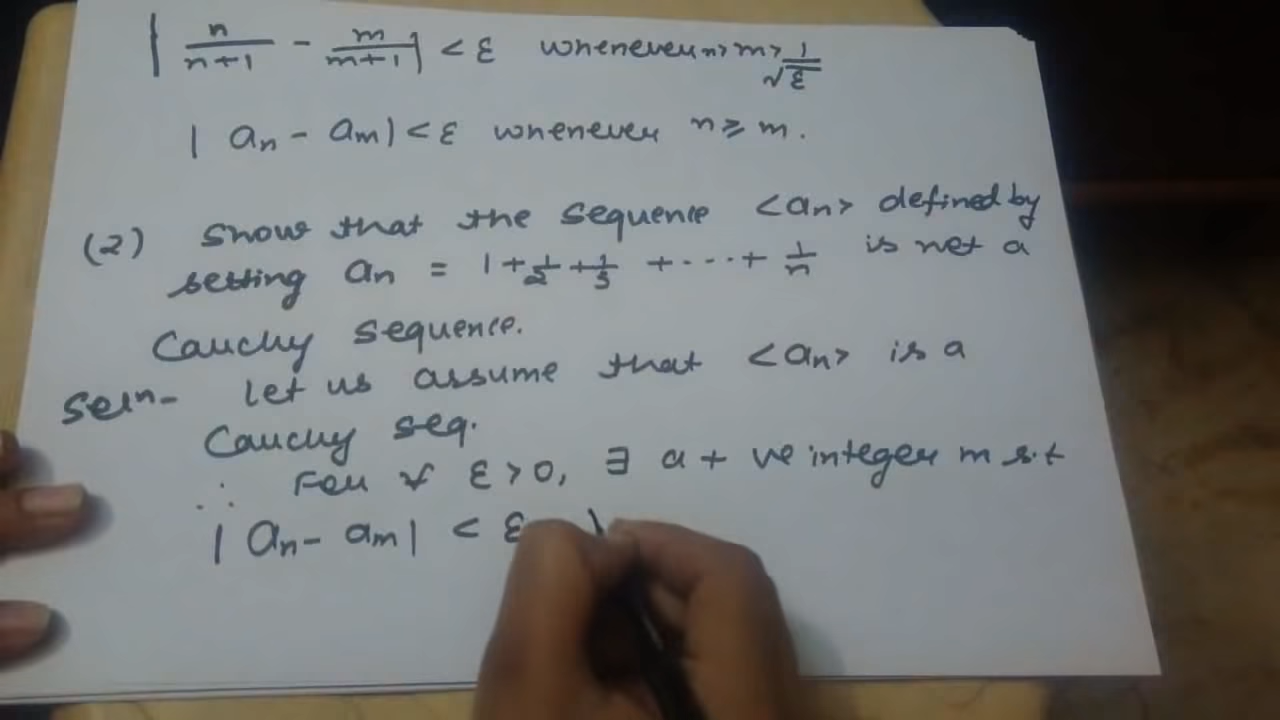 | n/(n+1) - m/(m+1) | < ε whenever n > m > 1/√ε
| an - am | < ε whenever n ≥ m.
(2) Show that the sequence <an> defined by
setting an = 1 + 1/2 + 1/3 + ... + 1/n is not a
Cauchy sequence.
Soln- Let us assume that <an> is a
Cauchy seq.
∴ For ∀ ε > 0, ∃ a + ve integer m s.t
| an - am | < ε